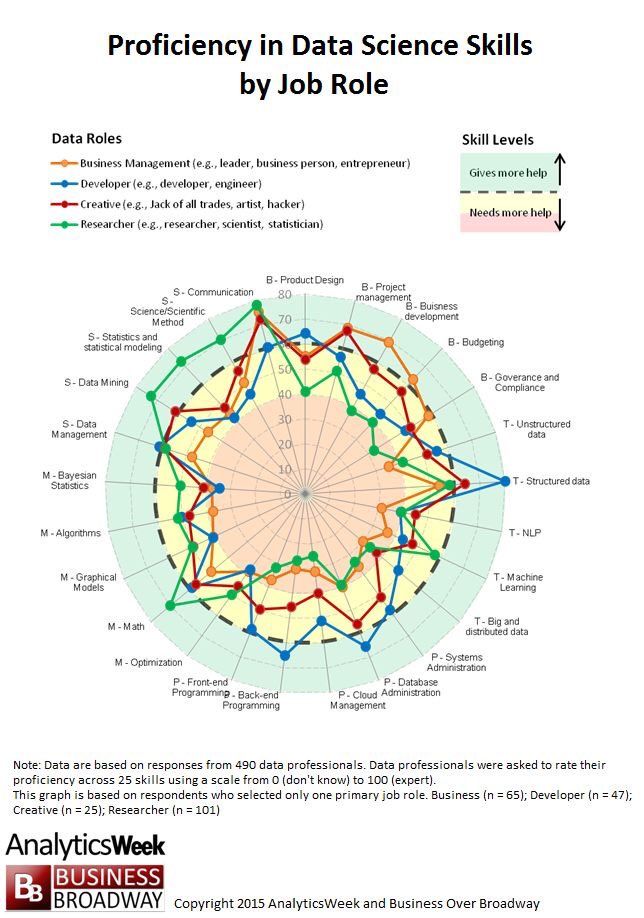 Proficiency in Data Science Skills
by Job Role
Data Roles
Business Management (e.g., leader, business person, entrepreneur)
Developer (e.g., developer, engineer)
Creative (e.g., Jack of all trades, artist, hacker)
Researcher (e.g., researcher, scientist, statistician)
Skill Levels
Gives more help
Needs more help
B - Product Design
B - Project
management
B - Buisness
development
B - Budgeting
B - Goverance and
Compliance
T - Unstructured
data
T - Structured data
T - NLP
T - Machine
Learning
T - Big and
distributed data
P - Systems
Administration
P - Database
Administration
P - Cloud
Management
P - Back-end
Programming
P - Front-end
Programming
M - Optimization
M - Math
M - Graphical
Models
M - Algorithms
M - Bayesian
Statistics
S - Data
Management
S - Data Mining
S - Statistics and
statistical modeling
S -
Science/Scientific
Method
S - Communication
80
70
60
50
40
30
20
10
0
Note: Data are based on responses from 490 data professionals. Data professionals were asked to rate their
proficiency across 25 skills using a scale from 0 (don't know) to 100 (expert).
This graph is based on respondents who selected only one primary job role. Business (n = 65); Developer (n = 47);
Creative (n = 25); Researcher (n = 101)
AnalyticsWeek
BB BUSINESS
BROADWAY
Copyright 2015 AnalyticsWeek and Business Over Broadway